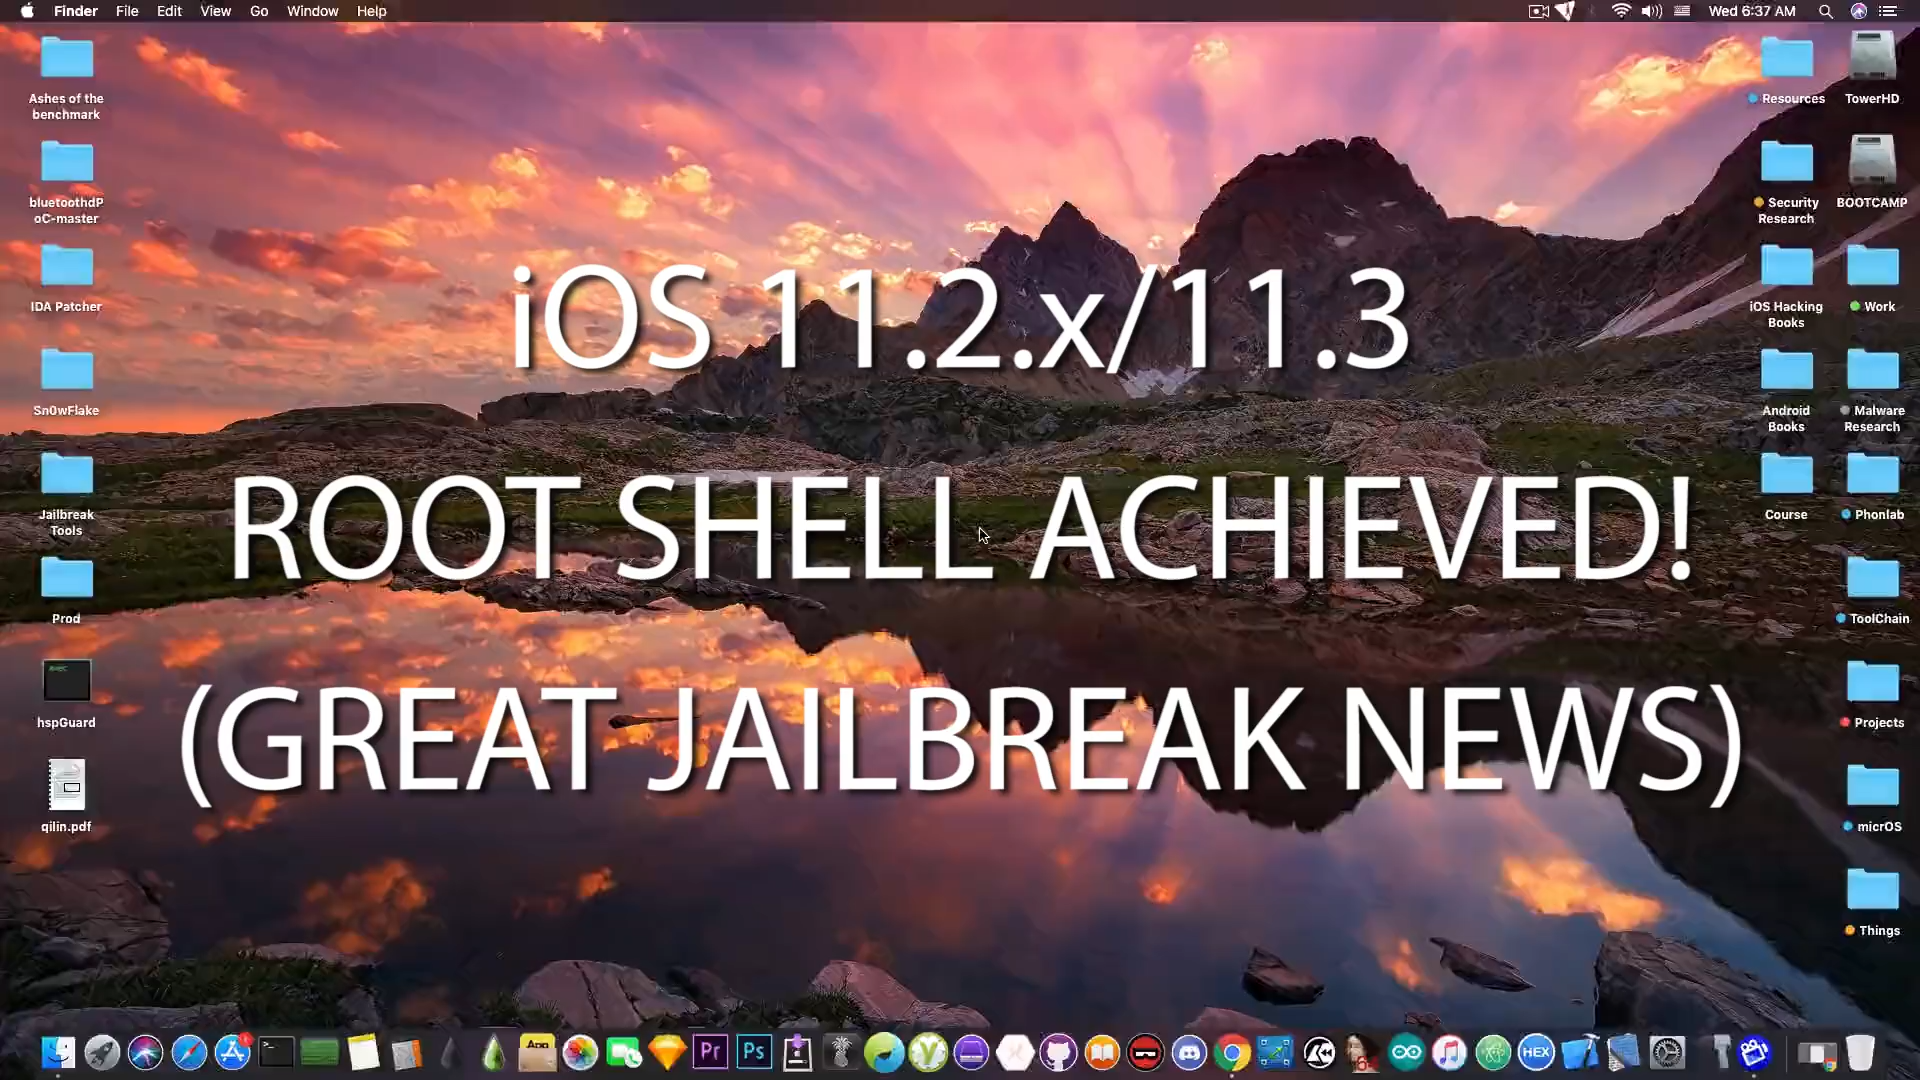 Finder File Edit View Go Window Help
Wed 6:37 AM
Ashes of the
benchmark
bluetoothdP
oC-master
IDA Patcher
Sn0wFlake
Jailbreak
Tools
Prod
exec
hspGuard
qilin.pdf
iOS 11.2.x/11.3
ROOT SHELL ACHIEVED!
(GREAT JAILBREAK NEWS)
Resources
TowerHD
Security
Research
BOOTCAMP
iOS Hacking
Books
Work
Android
Books
Malware
Research
Course
Phonlab
ToolChain
Projects
micrOS
Things
App
Pr
Ps
HEX